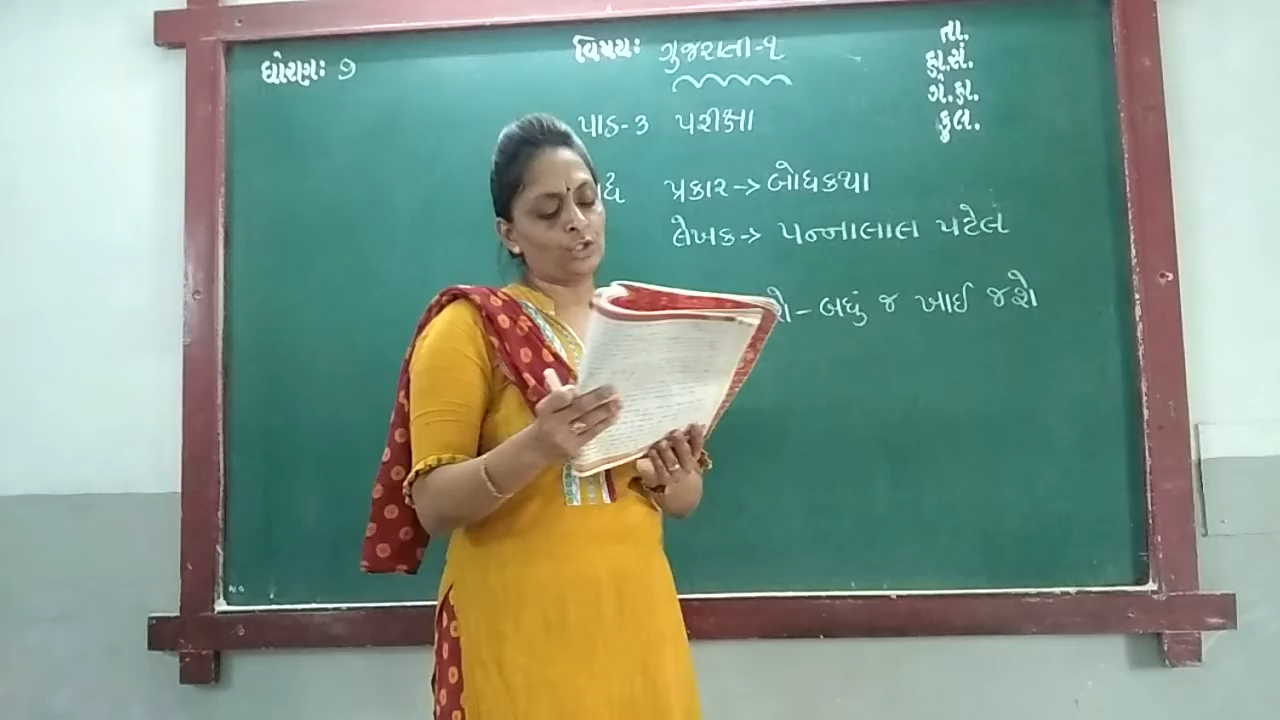 ધોરણઃ ૭
વિષયઃ ગુજરાતી-૧
તા.
હા.સં.
ગે.હા.
કુલ.
પાઠ-૩ પરીક્ષા
પ્રકાર→ બોધકથા
લેખક→ પન્નાલાલ પટેલ
– બધું જ ખાઈ જશે